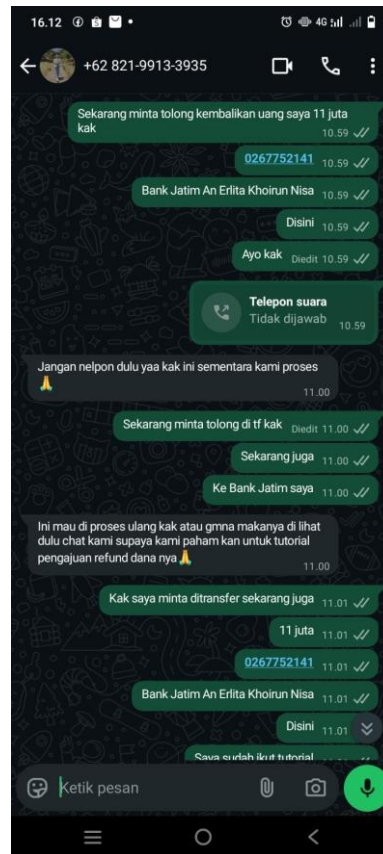 16.12
4G
+62 821-9913-3935
Sekarang minta tolong kembalikan uang saya 11 juta
kak
10.59
0267752141 10.59
Bank Jatim An Erlita Khoirun Nisa 10.59
Disini 10.59
Ayo kak Diedit 10.59
Telepon suara
Tidak dijawab 10.59
Jangan nelpon dulu yaa kak ini sementara kami proses
🙏
11.00
Sekarang minta tolong di tf kak Diedit 11.00
Sekarang juga 11.00
Ke Bank Jatim saya 11.00
Ini mau di proses ulang kak atau gmna makanya di lihat
dulu chat kami supaya kami paham kan untuk tutorial
pengajuan refund dana nya🙏
11.00
Kak saya minta ditransfer sekarang juga 11.01
11 juta 11.01
0267752141 11.01
Bank Jatim An Erlita Khoirun Nisa 11.01
Disini 11.01
Saya sudah ikut tutorial
Ketik pesan